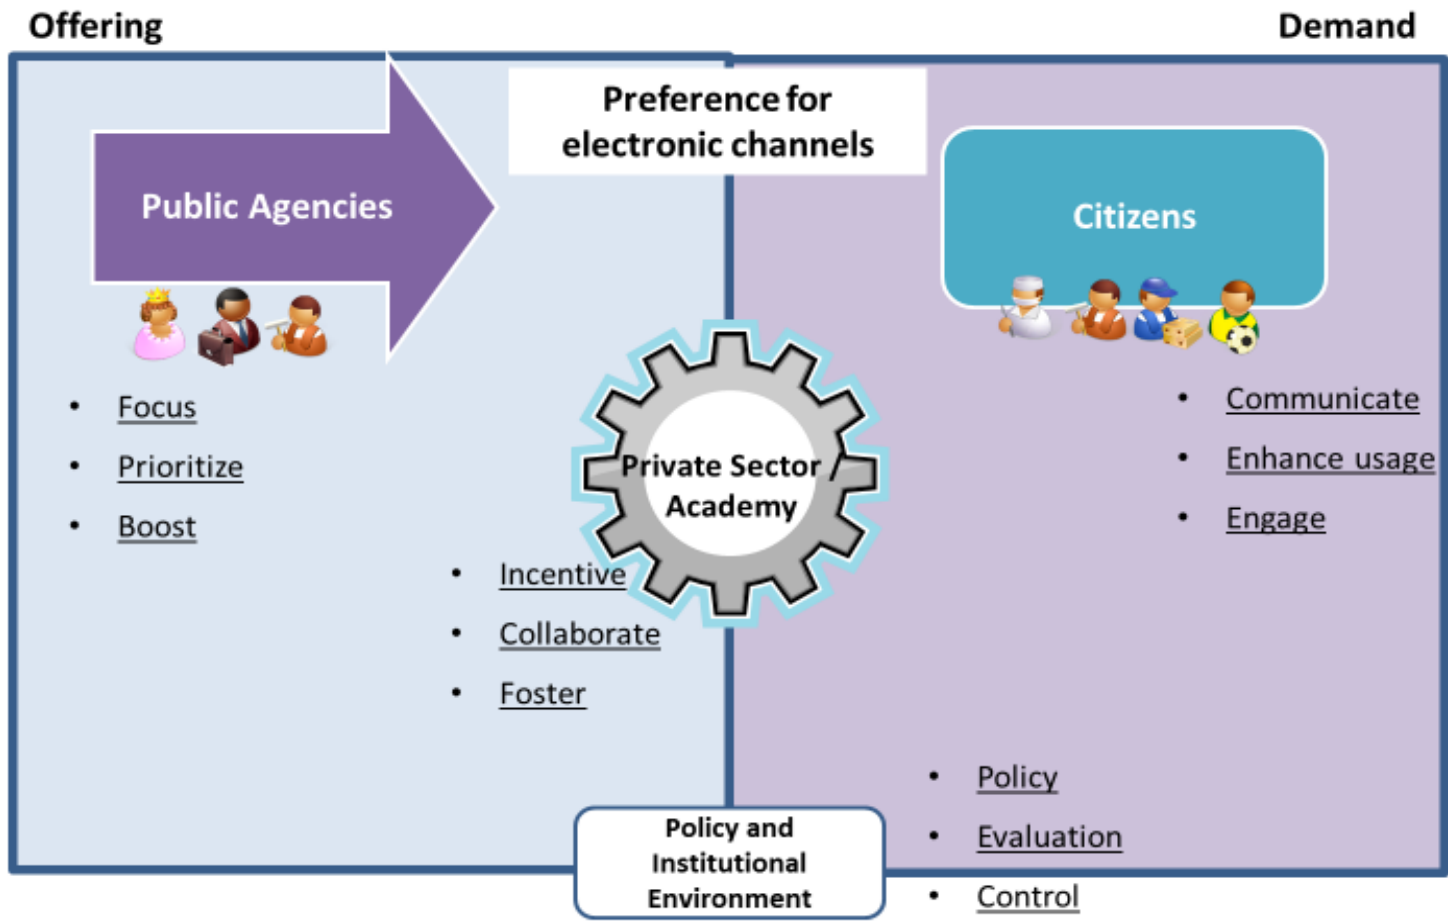 Offering
Demand
Preference for
electronic channels
Public Agencies
Citizens
• Focus
• Prioritize
• Boost
• Communicate
• Enhance usage
• Engage
Private Sector /
Academy
• Incentive
• Collaborate
• Foster
• Policy
• Evaluation
• Control
Policy and
Institutional
Environment